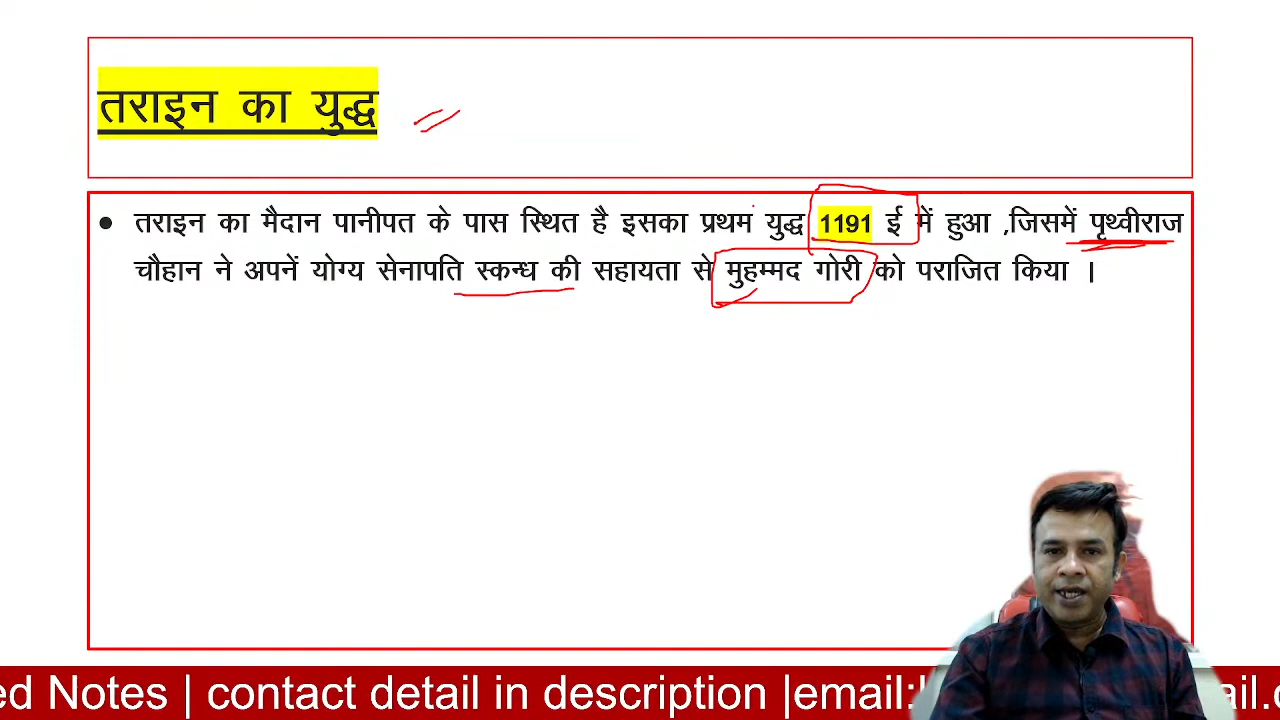 तराइन का युद्ध
• तराइन का मैदान पानीपत के पास स्थित है इसका प्रथम युद्ध 1191 ई में हुआ ,जिसमें पृथ्वीराज
चौहान ने अपनें योग्य सेनापति स्कन्ध की सहायता से मुहम्मद गोरी को पराजित किया ।
ed Notes | contact detail in description |email: